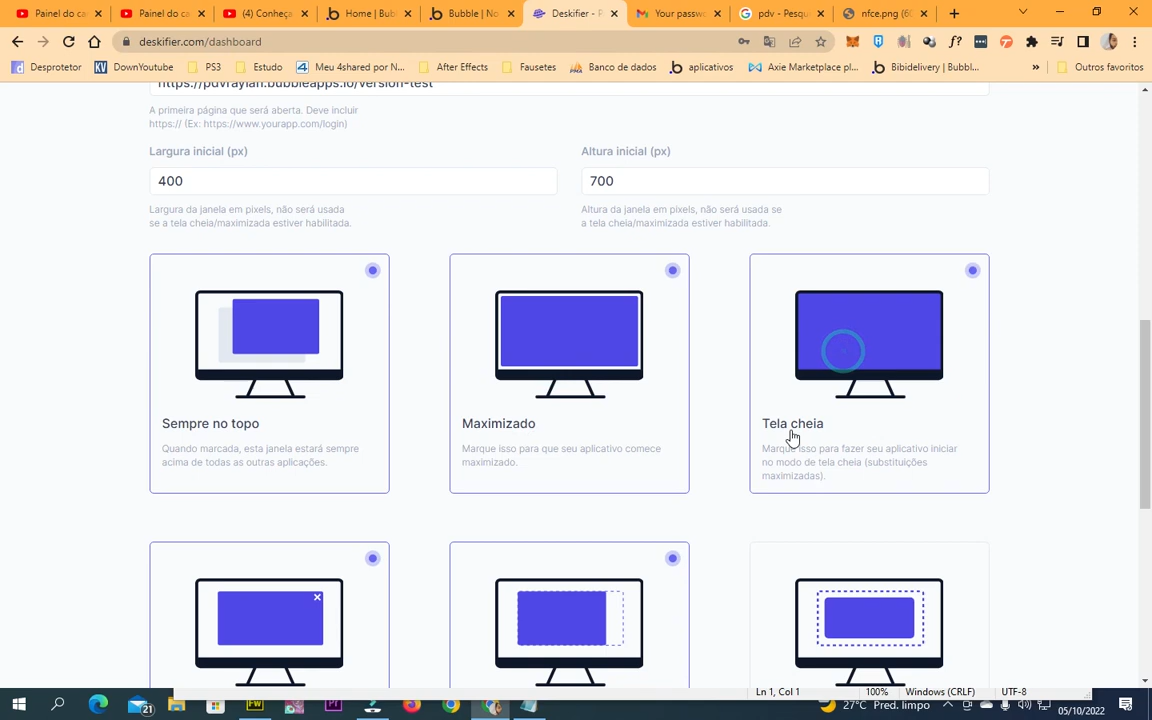 Painel do ca
Painel do ca
(4) Conheça
Home | Bub
Bubble | No
Deskifier - P
Your passw
pdv - Pesqu
nfce.png (60
deskifier.com/dashboard
f?
Desprotetor
DownYoutube
PS3
Estudo
Meu 4shared por N...
After Effects
Fausetes
Banco de dados
aplicativos
Axie Marketplace pl...
Bibidelivery | Bubbl...
»
Outros favoritos
https://pdvraylan.bubbleapps.io/version-test
A primeira página que será aberta. Deve incluir
https:// (Ex: https://www.yourapp.com/login)
Largura inicial (px)
Altura inicial (px)
400
700
Largura da janela em pixels, não será usada
se a tela cheia/maximizada estiver habilitada.
Altura da janela em pixels, não será usada se
a tela cheia/maximizada estiver habilitada.
Sempre no topo
Quando marcada, esta janela estará sempre
acima de todas as outras aplicações.
Maximizado
Marque isso para que seu aplicativo comece
maximizado.
Tela cheia
Marque isso para fazer seu aplicativo iniciar
no modo de tela cheia (substituições
maximizadas).
Ln 1, Col 1
100%
Windows (CRLF)
UTF-8
21
FW
Pr
27°C Pred. limpo
05/10/2022